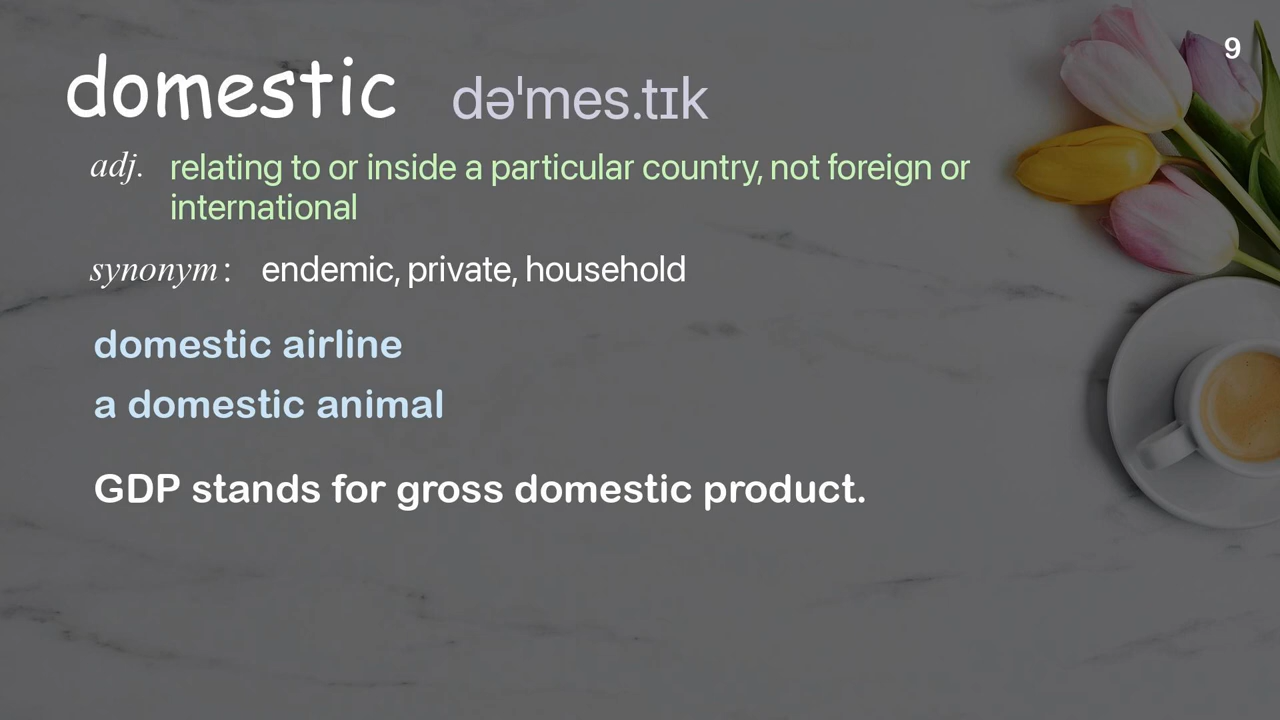 9
domestic dəˈmes.tɪk
adj. relating to or inside a particular country, not foreign or
international
synonym: endemic, private, household
domestic airline
a domestic animal
GDP stands for gross domestic product.